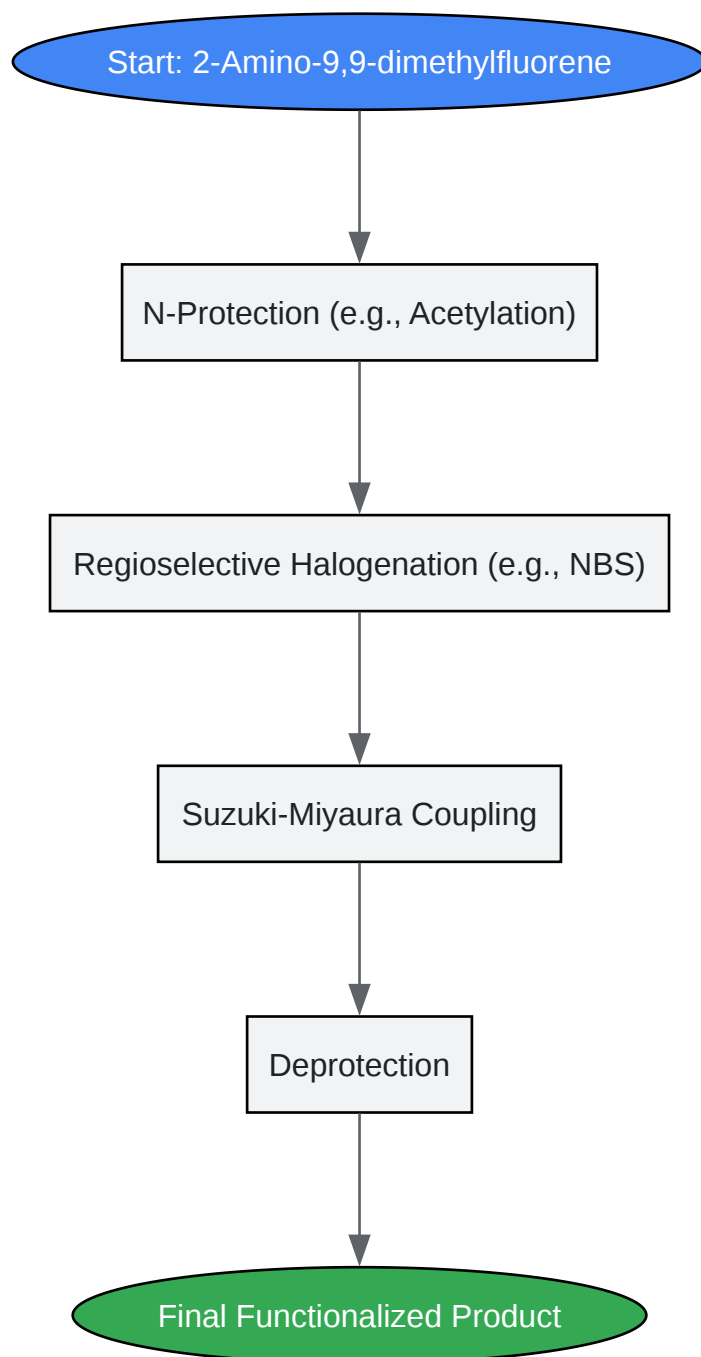 Start: 2-Amino-9,9-dimethylfluorene
N-Protection (e.g., Acetylation)
Regioselective Halogenation (e.g., NBS)
Suzuki-Miyaura Coupling
Deprotection
Final Functionalized Product